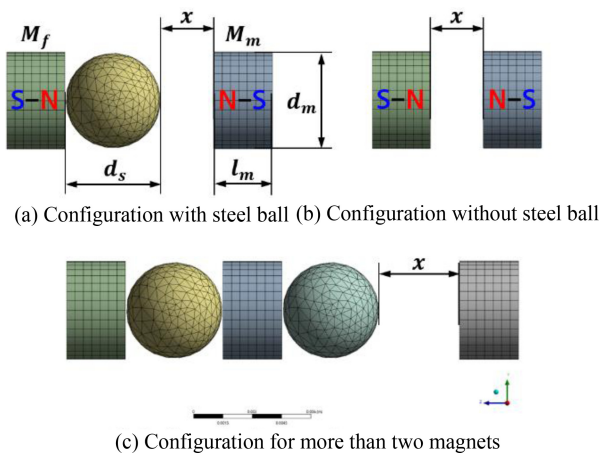 x x
M_f M_m
S–N N–S d_m S–N N–S
d_s l_m
(a) Configuration with steel ball (b) Configuration without steel ball
x
(c) Configuration for more than two magnets